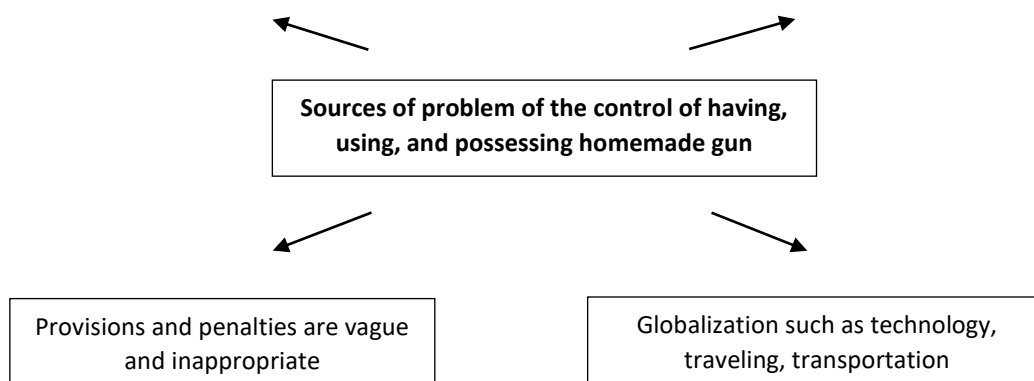 Sources of problem of the control of having,
using, and possessing homemade gun
Provisions and penalties are vague
and inappropriate
Globalization such as technology,
traveling, transportation